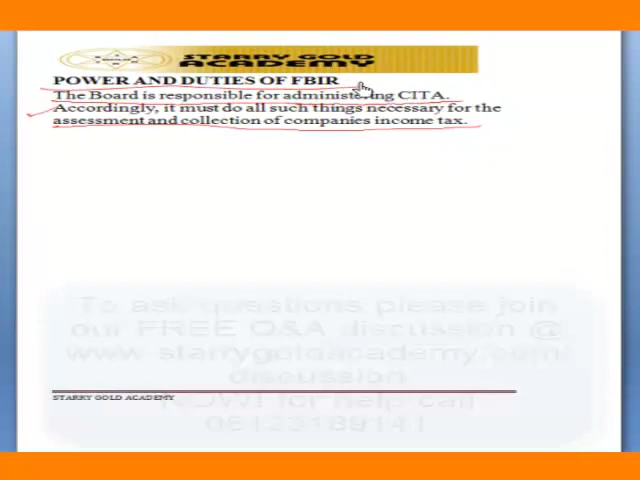 STARRY GOLD
ACADEMY
POWER AND DUTIES OF FBIR
The Board is responsible for administering CITA.
Accordingly, it must do all such things necessary for the
assessment and collection of companies income tax.
To ask questions please join
our FREE Q&A discussion @
www.starrygoldacademy.com/
discussion
NOW! for help call
08123189141
STARRY GOLD ACADEMY